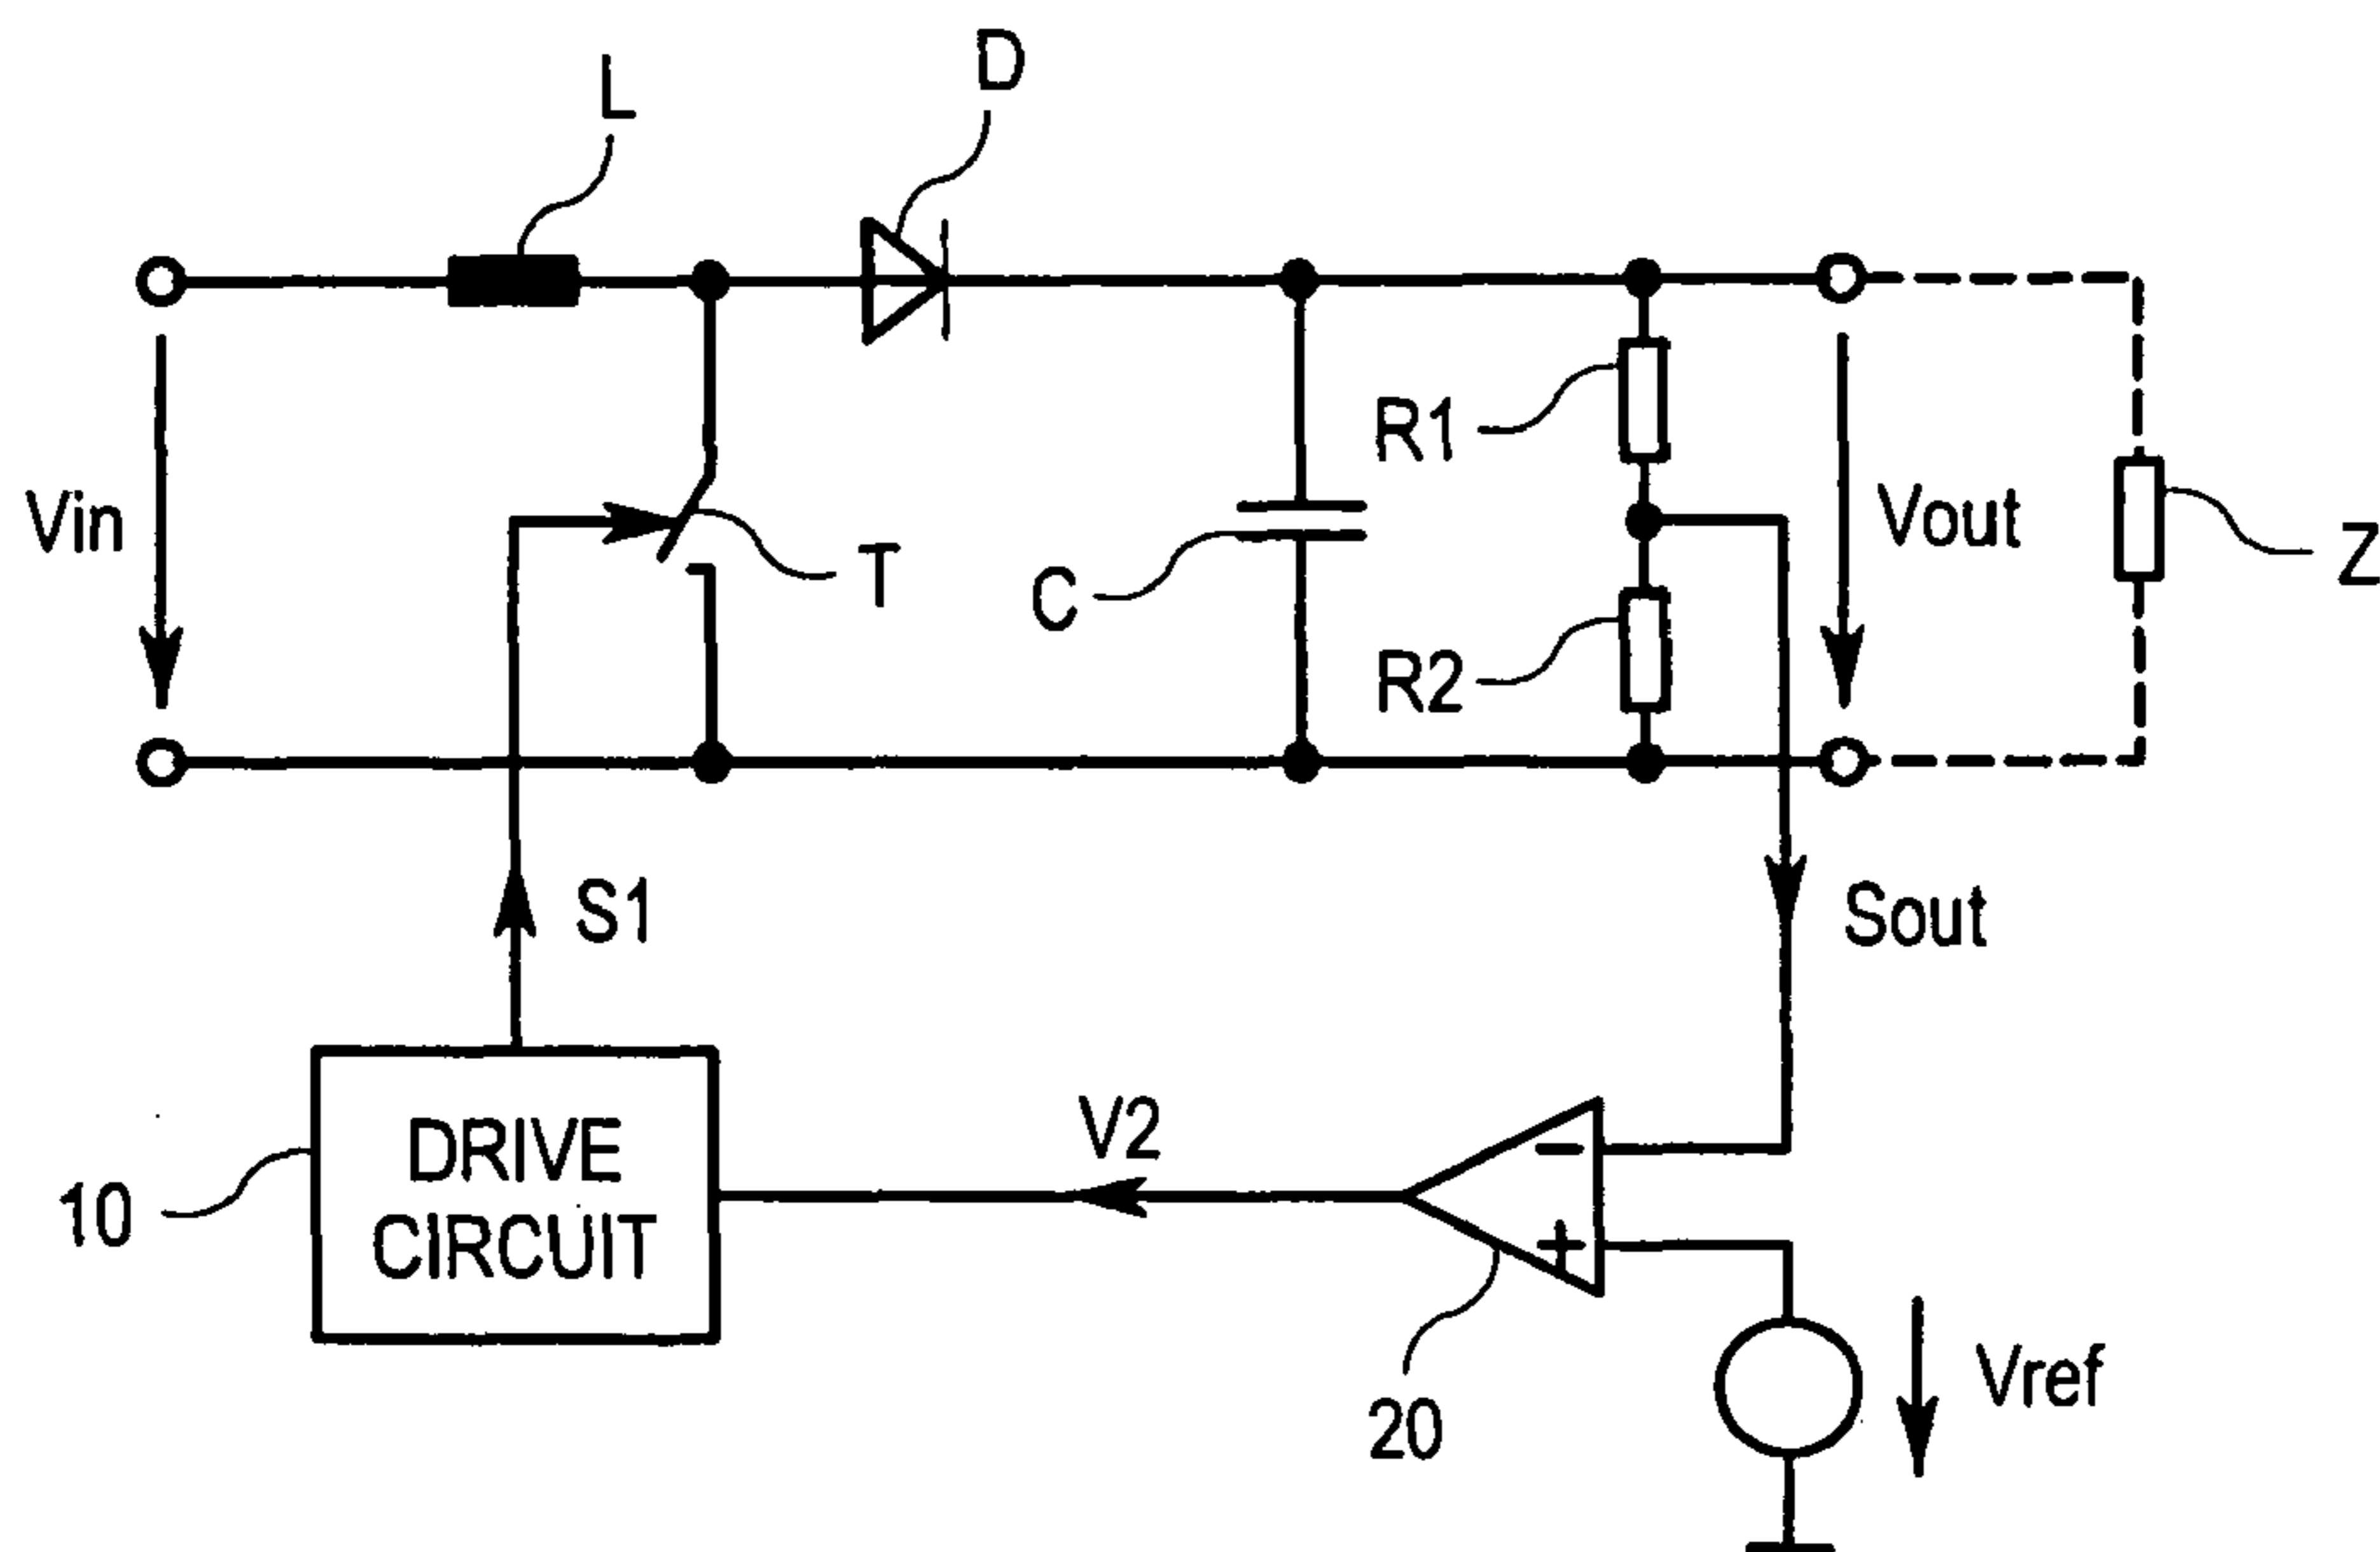 L
D
Vin
T
C
R1
R2
Vout
Z
S1
Sout
10
DRIVE
CIRCUIT
V2
−
+
20
Vref